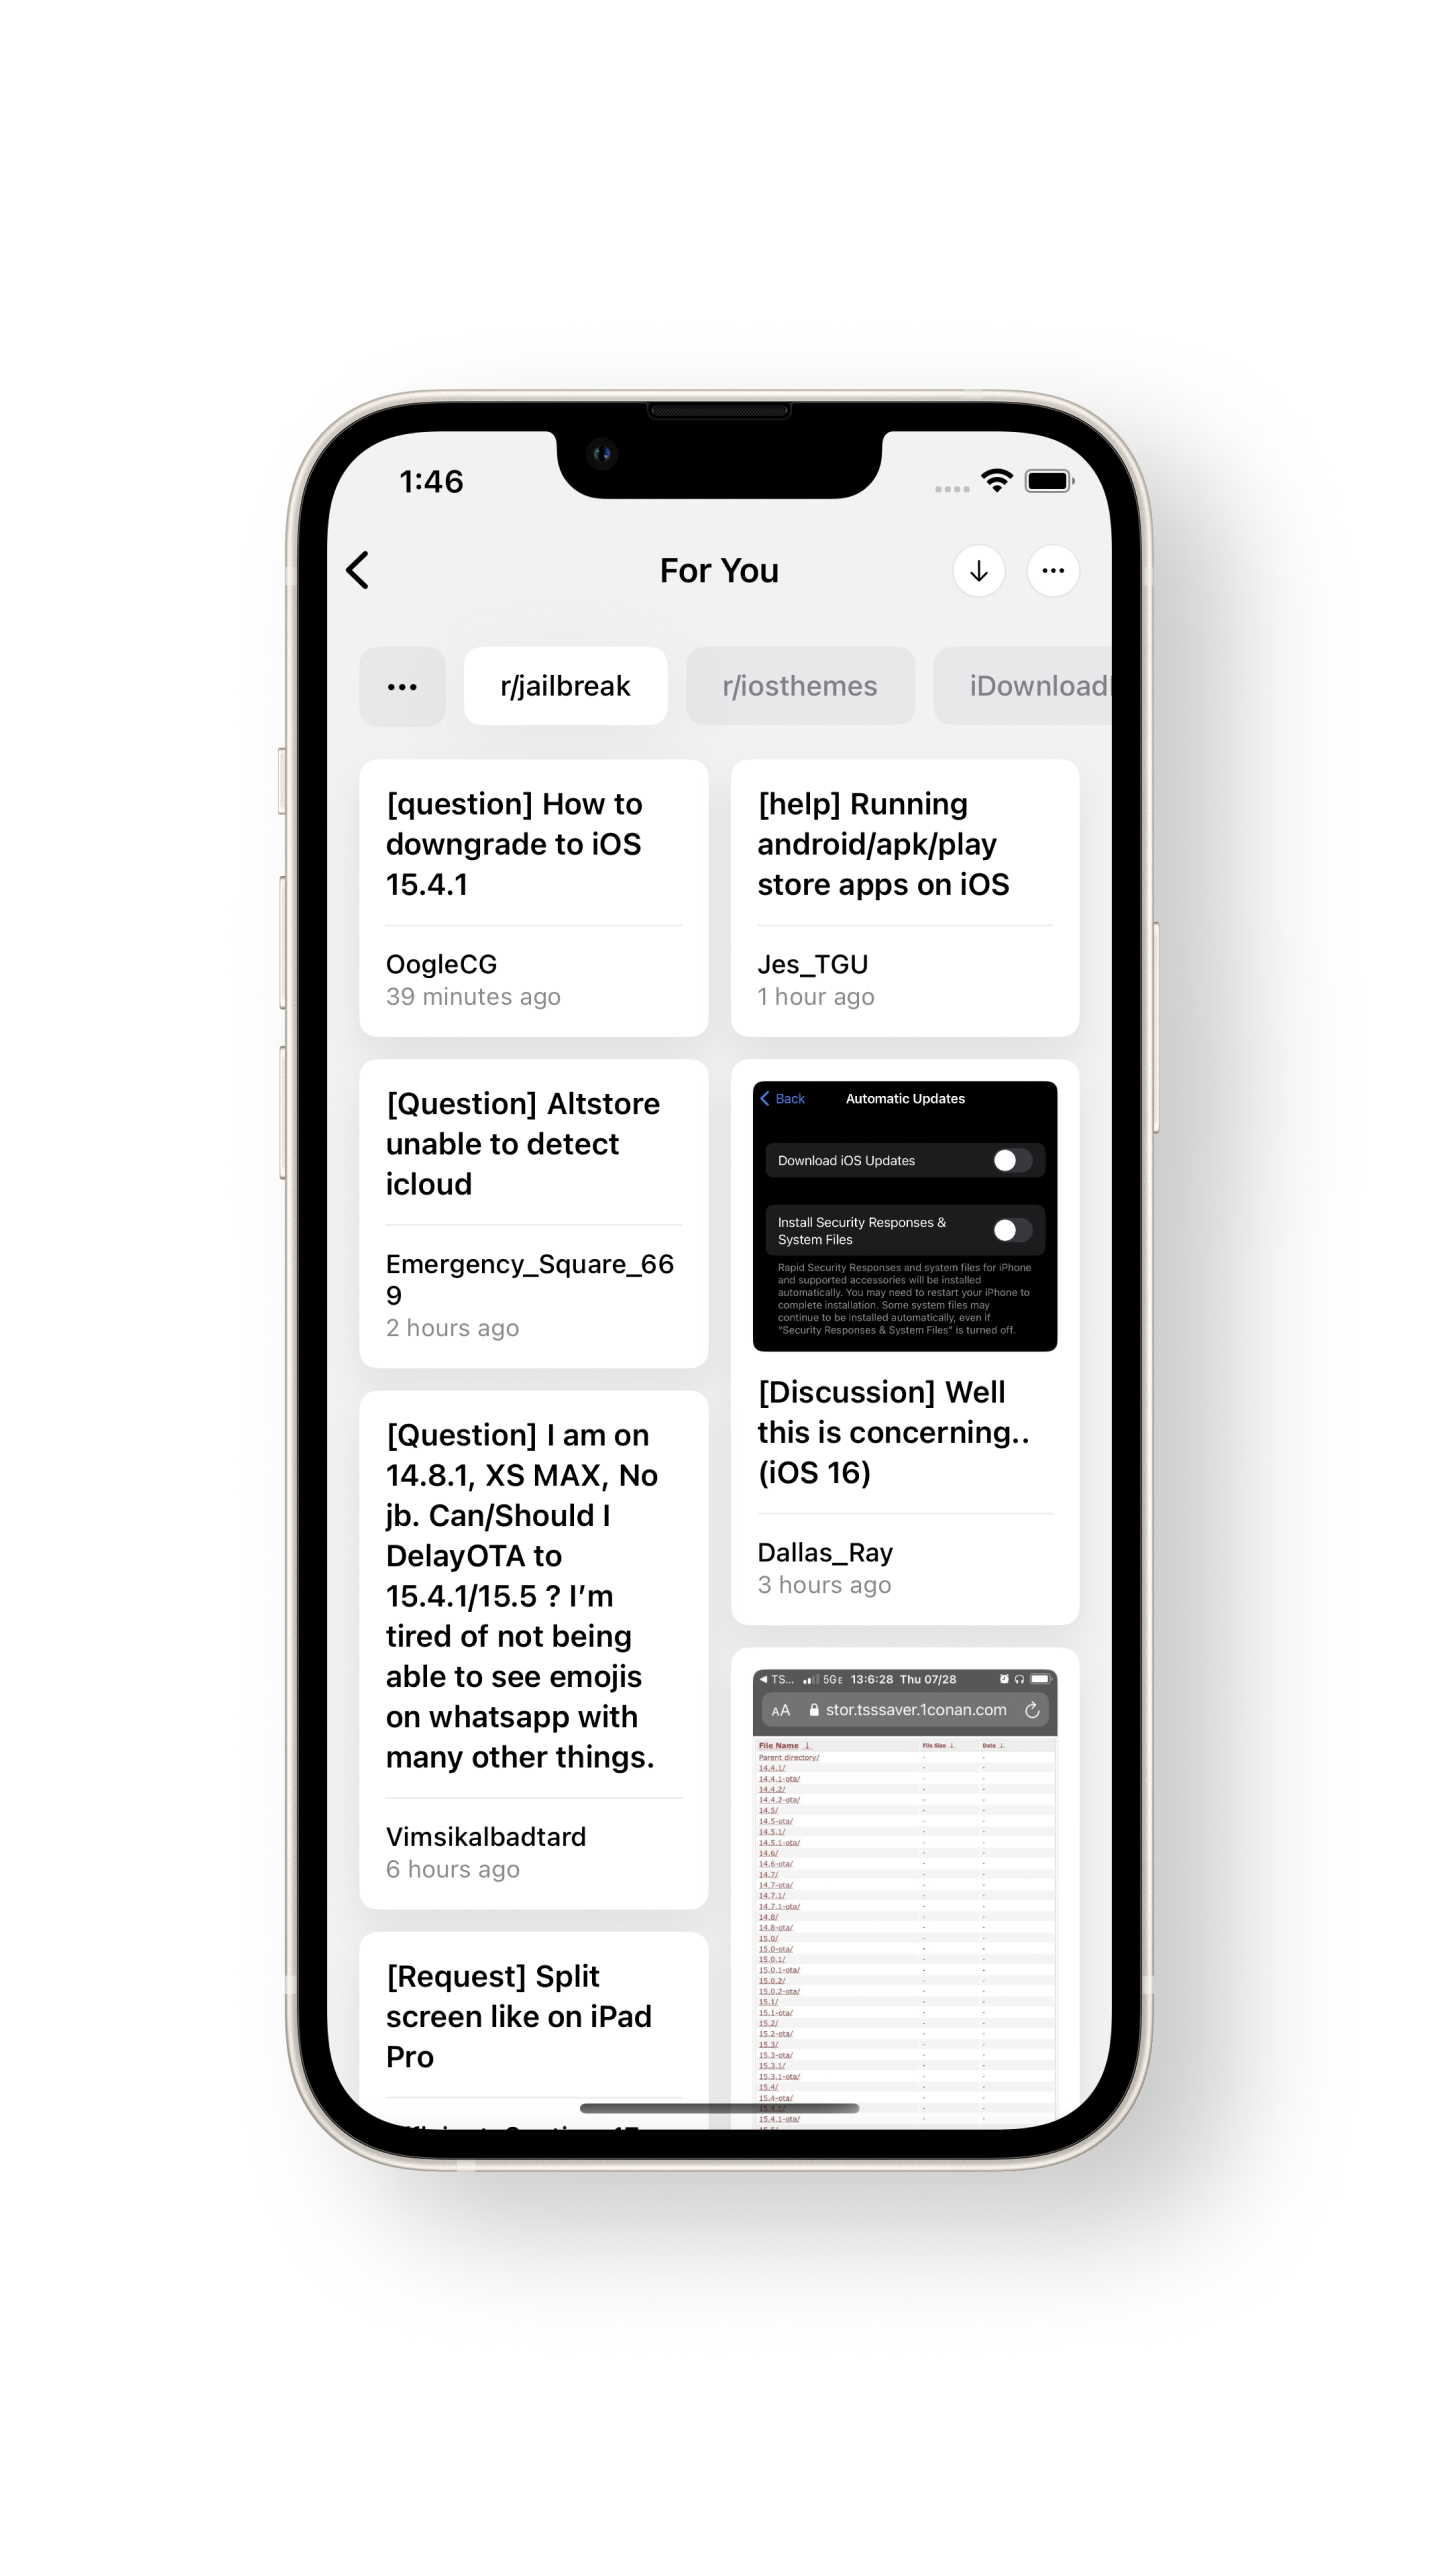 1:46
For You
r/jailbreak
r/iosthemes
iDownload
[question] How to
downgrade to iOS
15.4.1
OogleCG
39 minutes ago
[help] Running
android/apk/play
store apps on iOS
Jes_TGU
1 hour ago
[Question] Altstore
unable to detect
icloud
Emergency_Square_66
9
2 hours ago
Back
Automatic Updates
Download iOS Updates
Install Security Responses &
System Files
Rapid Security Responses and system files for iPhone
and supported accessories will be installed
automatically. You may need to restart your iPhone to
complete installation. Some system files may
continue to be installed automatically, even if
“Security Responses & System Files” is turned off.
[Discussion] Well
this is concerning..
(iOS 16)
Dallas_Ray
3 hours ago
[Question] I am on
14.8.1, XS MAX, No
jb. Can/Should I
DelayOTA to
15.4.1/15.5 ? I’m
tired of not being
able to see emojis
on whatsapp with
many other things.
Vimsikalbadtard
6 hours ago
[Request] Split
screen like on iPad
Pro
TS... 5GE 13:6:28 Thu 07/28
AA stor.tsssaver.1conan.com
File Name ↓ File Size ↓ Date ↓
Parent directory/ - -
14.4.1/ - -
14.4.1-ota/ - -
14.4.2/ - -
14.4.2-ota/ - -
14.5/ - -
14.5-ota/ - -
14.5.1/ - -
14.5.1-ota/ - -
14.6/ - -
14.6-ota/ - -
14.7/ - -
14.7-ota/ - -
14.7.1/ - -
14.7.1-ota/ - -
14.8/ - -
14.8-ota/ - -
15.0/ - -
15.0-ota/ - -
15.0.1/ - -
15.0.1-ota/ - -
15.0.2/ - -
15.0.2-ota/ - -
15.1/ - -
15.1-ota/ - -
15.2/ - -
15.2-ota/ - -
15.3/ - -
15.3-ota/ - -
15.3.1/ - -
15.3.1-ota/ - -
15.4/ - -
15.4-ota/ - -
15.4.1/ - -
15.4.1-ota/ - -